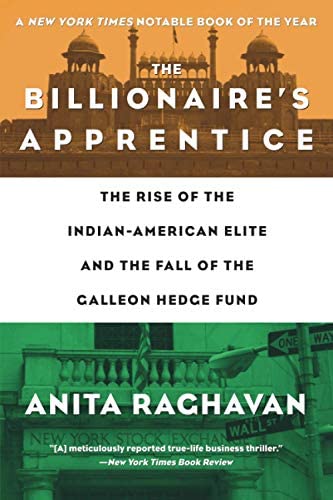 A NEW YORK TIMES NOTABLE BOOK OF THE YEAR
THE
BILLIONAIRE'S
APPRENTICE
THE RISE OF THE
INDIAN-AMERICAN ELITE
AND THE FALL OF THE
GALLEON HEDGE FUND
ONE WAY
ONE WAY
WALL ST
ANITA RAGHAVAN
NEW YORK STOCK EXCHANGE
"[A] meticulously reported true-life business thriller."
—New York Times Book Review